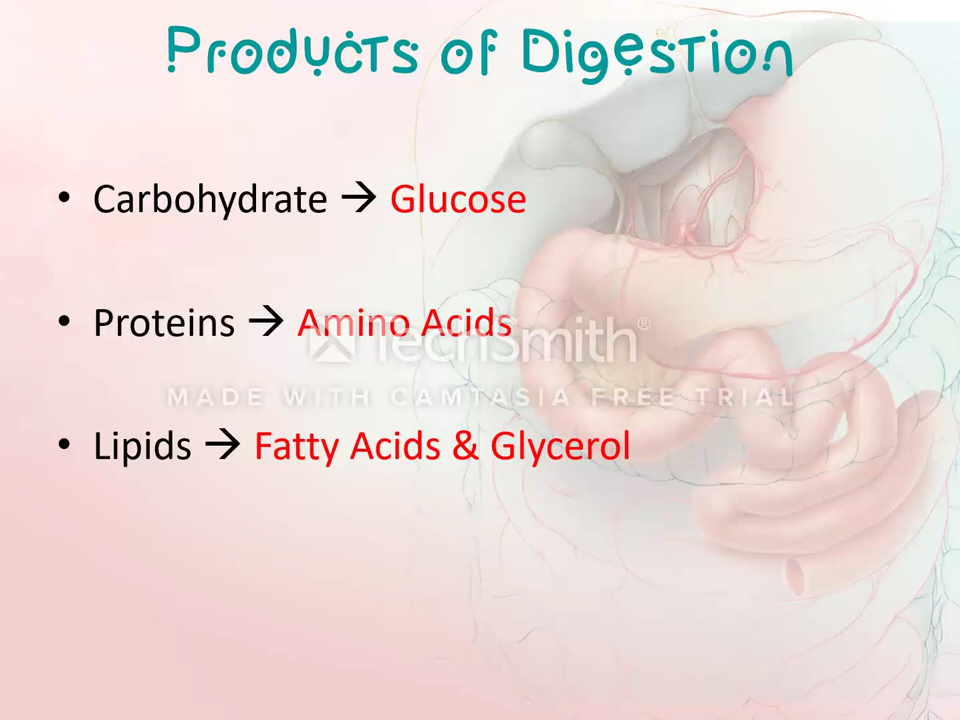 Products of Digestion
• Carbohydrate → Glucose
• Proteins → Amino Acids
TechSmith®
MADE WITH CAMTASIA FREE TRIAL
• Lipids → Fatty Acids & Glycerol